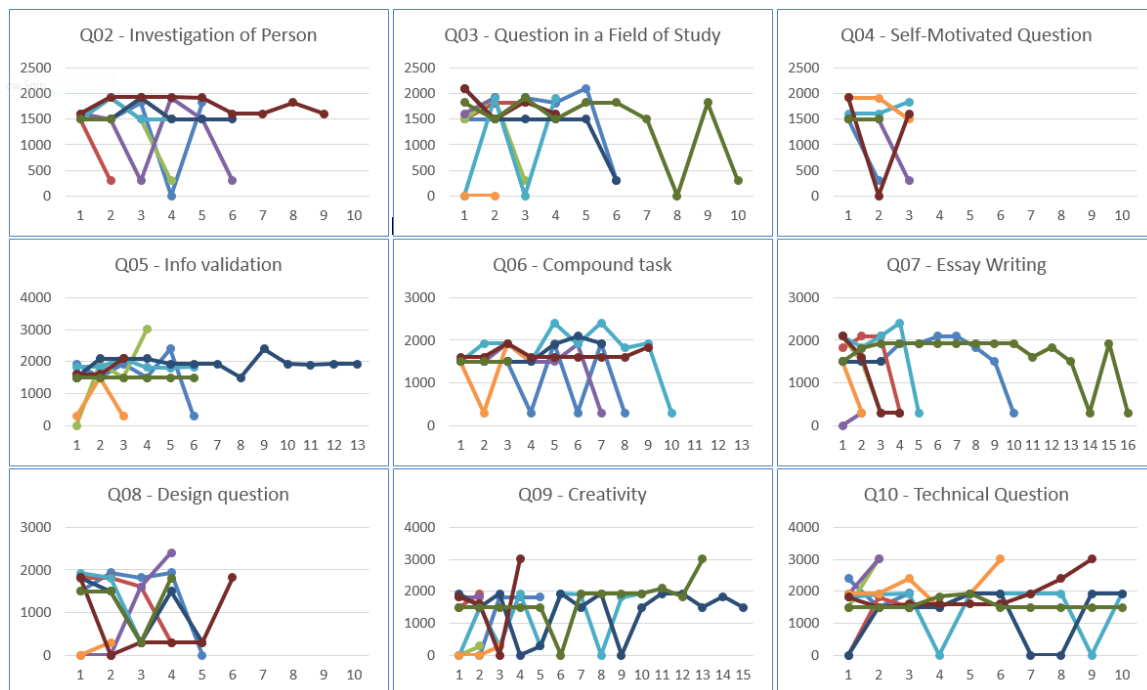 Q02 - Investigation of Person
2500
2000
1500
1000
500
0
1 2 3 4 5 6 7 8 9 10
Q03 - Question in a Field of Study
2500
2000
1500
1000
500
0
1 2 3 4 5 6 7 8 9 10
Q04 - Self-Motivated Question
2500
2000
1500
1000
500
0
1 2 3 4 5 6 7 8 9 10
Q05 - Info validation
4000
3000
2000
1000
0
1 2 3 4 5 6 7 8 9 10 11 12 13
Q06 - Compound task
3000
2000
1000
0
1 2 3 4 5 6 7 8 9 10 11 12 13
Q07 - Essay Writing
3000
2000
1000
0
1 2 3 4 5 6 7 8 9 10 11 12 13 14 15 16
Q08 - Design question
3000
2000
1000
0
1 2 3 4 5 6 7 8 9 10
Q09 - Creativity
4000
3000
2000
1000
0
1 2 3 4 5 6 7 8 9 10 11 12 13 14 15
Q10 - Technical Question
4000
3000
2000
1000
0
1 2 3 4 5 6 7 8 9 10